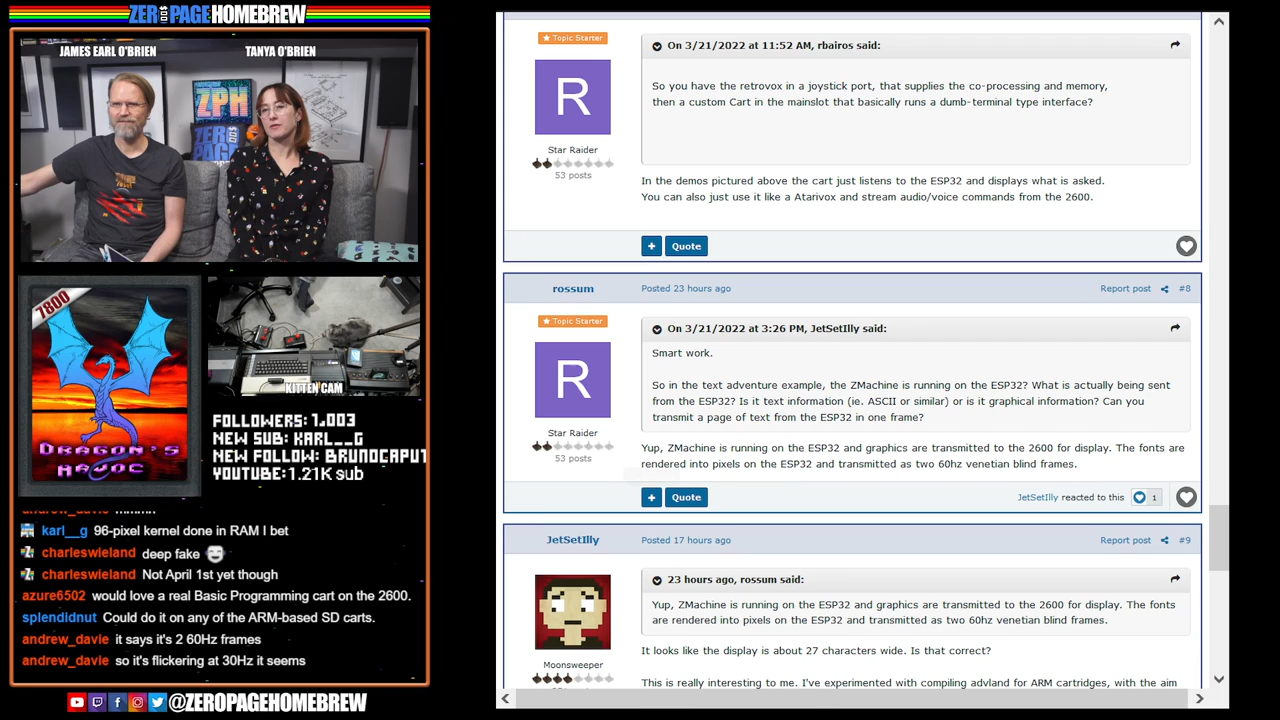 ZERO PAGE HOMEBREW
JAMES EARL O'BRIEN
TANYA O'BRIEN
ZPH
ZERO
PAGE
7800
DRAGON'S
HAVOC
KITTEN CAM
FOLLOWERS: 1,003
NEW SUB: KARL__G
NEW FOLLOW: BRUNOCAPUT
YOUTUBE: 1.21K sub
andrew_davie
karl__g 96-pixel kernel done in RAM I bet
charleswieland deep fake
charleswieland Not April 1st yet though
azure6502 would love a real Basic Programming cart on the 2600.
splendidnut Could do it on any of the ARM-based SD carts.
andrew_davie it says it's 2 60Hz frames
andrew_davie so it's flickering at 30Hz it seems
@ZEROPAGEHOMEBREW
Topic Starter
R
Star Raider
53 posts
On 3/21/2022 at 11:52 AM, rbairos said:
So you have the retrovox in a joystick port, that supplies the co-processing and memory,
then a custom Cart in the mainslot that basically runs a dumb-terminal type interface?
In the demos pictured above the cart just listens to the ESP32 and displays what is asked.
You can also just use it like a Atarivox and stream audio/voice commands from the 2600.
+ Quote
rossum
Posted 23 hours ago
Report post #8
Topic Starter
R
Star Raider
53 posts
On 3/21/2022 at 3:26 PM, JetSetIlly said:
Smart work.
So in the text adventure example, the ZMachine is running on the ESP32? What is actually being sent
from the ESP32? Is it text information (ie. ASCII or similar) or is it graphical information? Can you
transmit a page of text from the ESP32 in one frame?
Yup, ZMachine is running on the ESP32 and graphics are transmitted to the 2600 for display. The fonts are
rendered into pixels on the ESP32 and transmitted as two 60hz venetian blind frames.
+ Quote
JetSetIlly reacted to this 1
JetSetIlly
Posted 17 hours ago
Report post #9
Moonsweeper
23 hours ago, rossum said:
Yup, ZMachine is running on the ESP32 and graphics are transmitted to the 2600 for display. The fonts
are rendered into pixels on the ESP32 and transmitted as two 60hz venetian blind frames.
It looks like the display is about 27 characters wide. Is that correct?
This is really interesting to me. I've experimented with compiling advland for ARM cartridges, with the aim